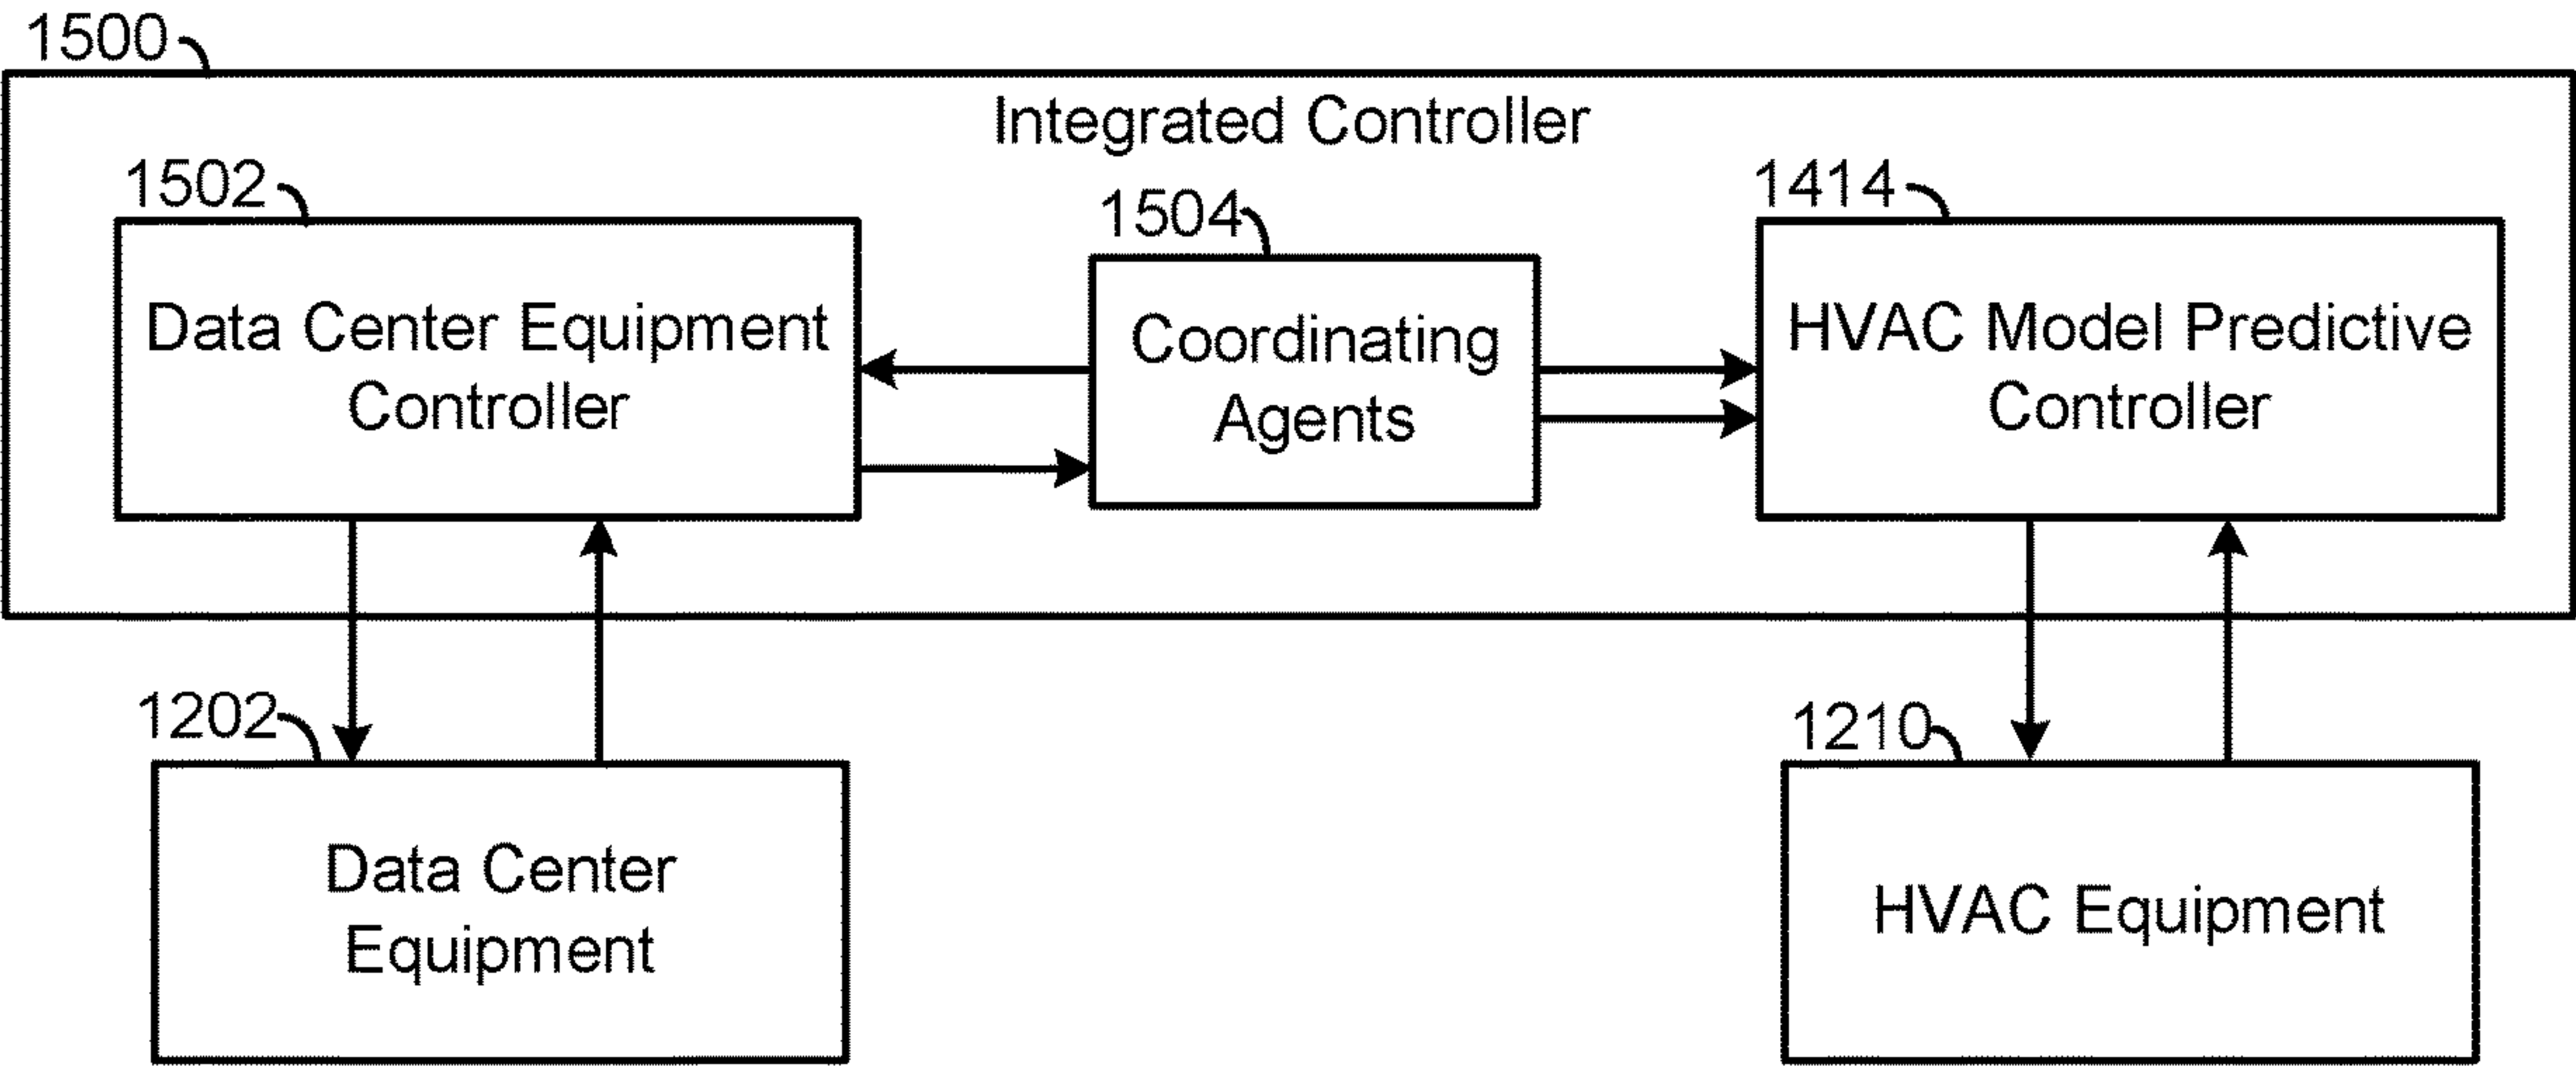 1500
Integrated Controller
1502
1504
1414
Data Center Equipment
Controller
Coordinating
Agents
HVAC Model Predictive
Controller
1202
1210
Data Center
Equipment
HVAC Equipment